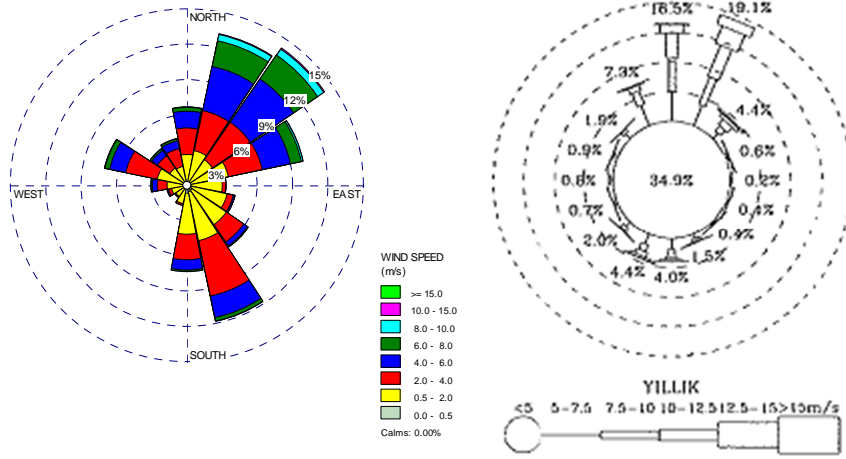 NORTH
15%
12%
9%
6%
3%
WEST
EAST
SOUTH
WIND SPEED
(m/s)
>= 15.0
10.0 - 15.0
8.0 - 10.0
6.0 - 8.0
4.0 - 6.0
2.0 - 4.0
0.5 - 2.0
0.0 - 0.5
Calms: 0.00%
16.5%
19.1%
7.3%
4.4%
1.9%
0.6%
0.9%
0.2%
0.8%
34.9%
0.4%
0.7%
0.4%
2.0%
1.5%
4.4%
4.0%
YILLIK
<5 5-7.5 7.5-10 10-12.5 12.5-15 >15m/s